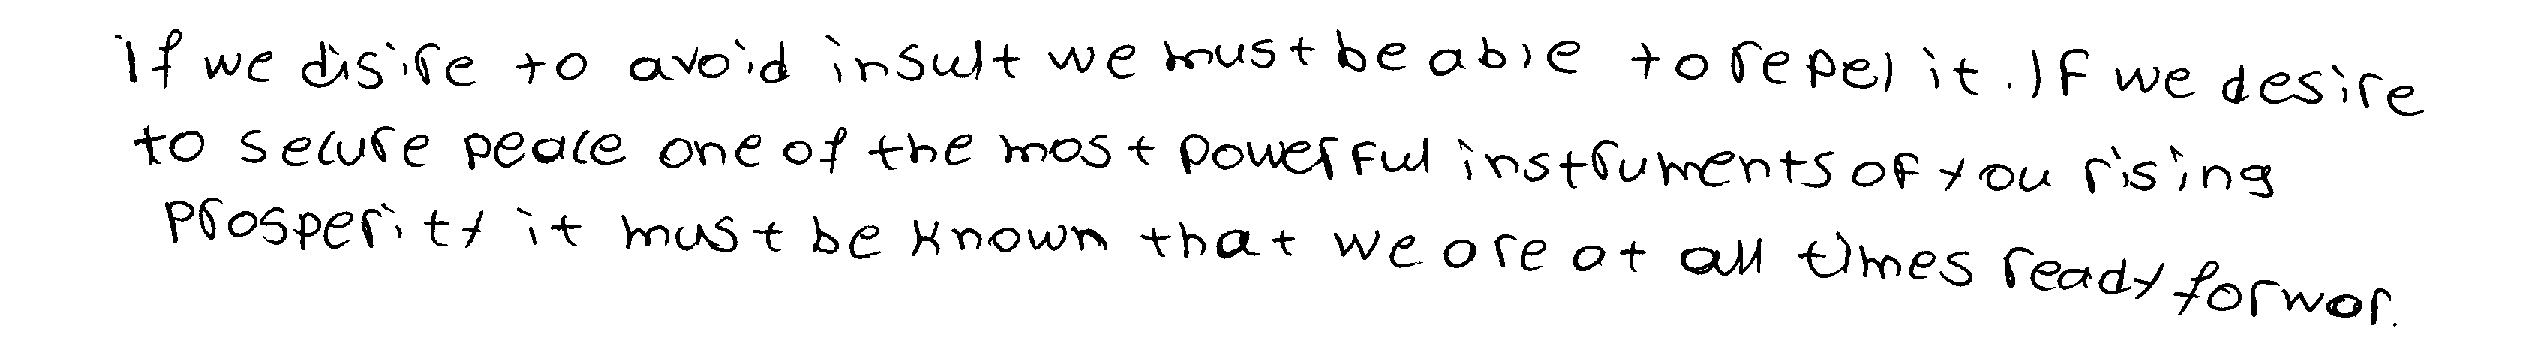 If we disire to avoid insult we must be able to repel it. If we desire
to secure peace one of the most powerful instruments of you rising
prosperity it must be known that we are at all times ready for war.